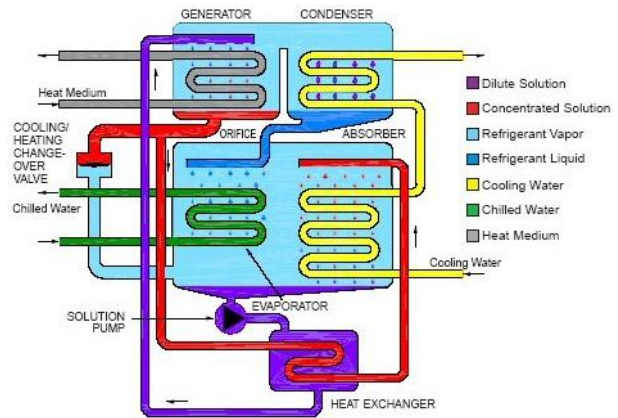 GENERATOR
CONDENSER
Heat Medium
COOLING/
HEATING
CHANGE-
OVER
VALVE
ORIFICE
ABSORBER
Chilled Water
Cooling Water
EVAPORATOR
SOLUTION
PUMP
HEAT EXCHANGER
Dilute Solution
Concentrated Solution
Refrigerant Vapor
Refrigerant Liquid
Cooling Water
Chilled Water
Heat Medium